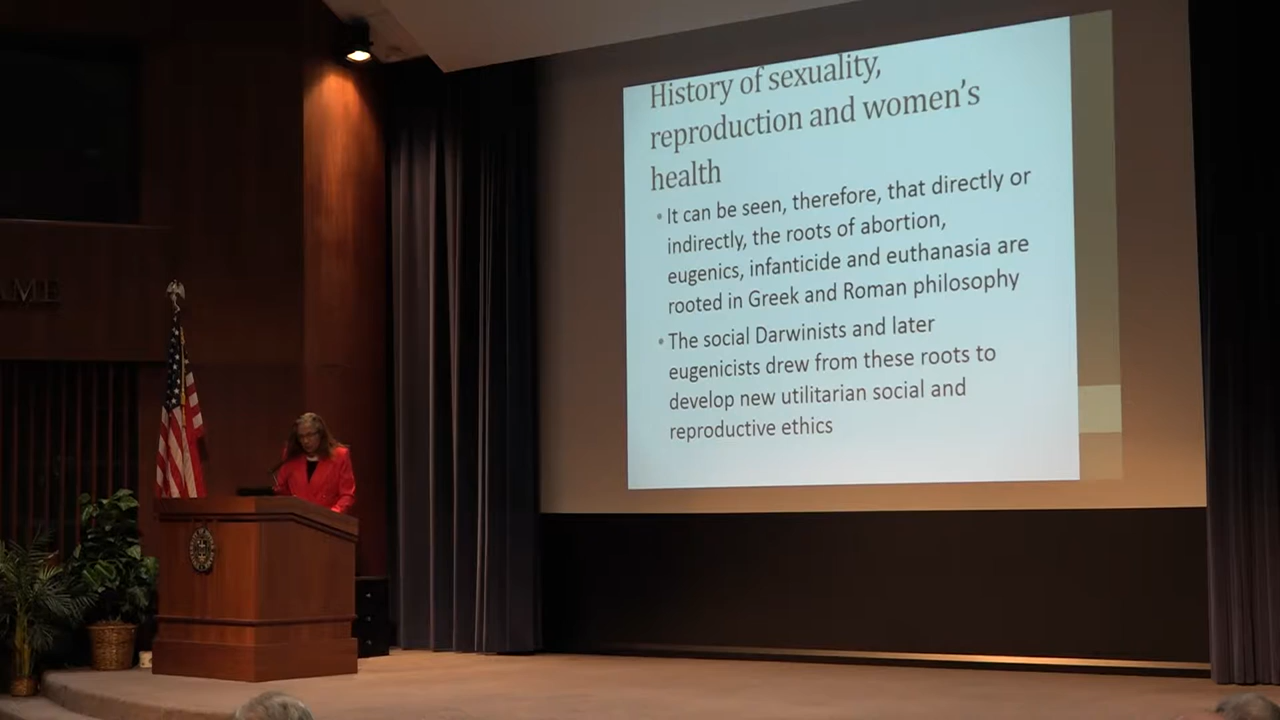 History of sexuality,
reproduction and women's
health
• It can be seen, therefore, that directly or
indirectly, the roots of abortion,
eugenics, infanticide and euthanasia are
rooted in Greek and Roman philosophy
• The social Darwinists and later
eugenicists drew from these roots to
develop new utilitarian social and
reproductive ethics
AME